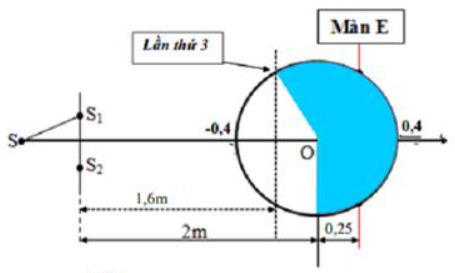 Màn E
Lần thứ 3
S
S₁
S₂
-0,4
0,4
O
1,6m
2m
0,25